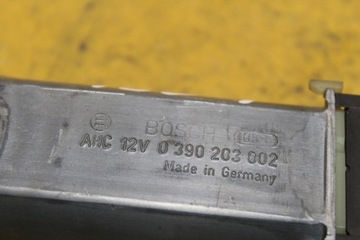 BOSCH
AHC 12V 0 390 203 002
Made in Germany